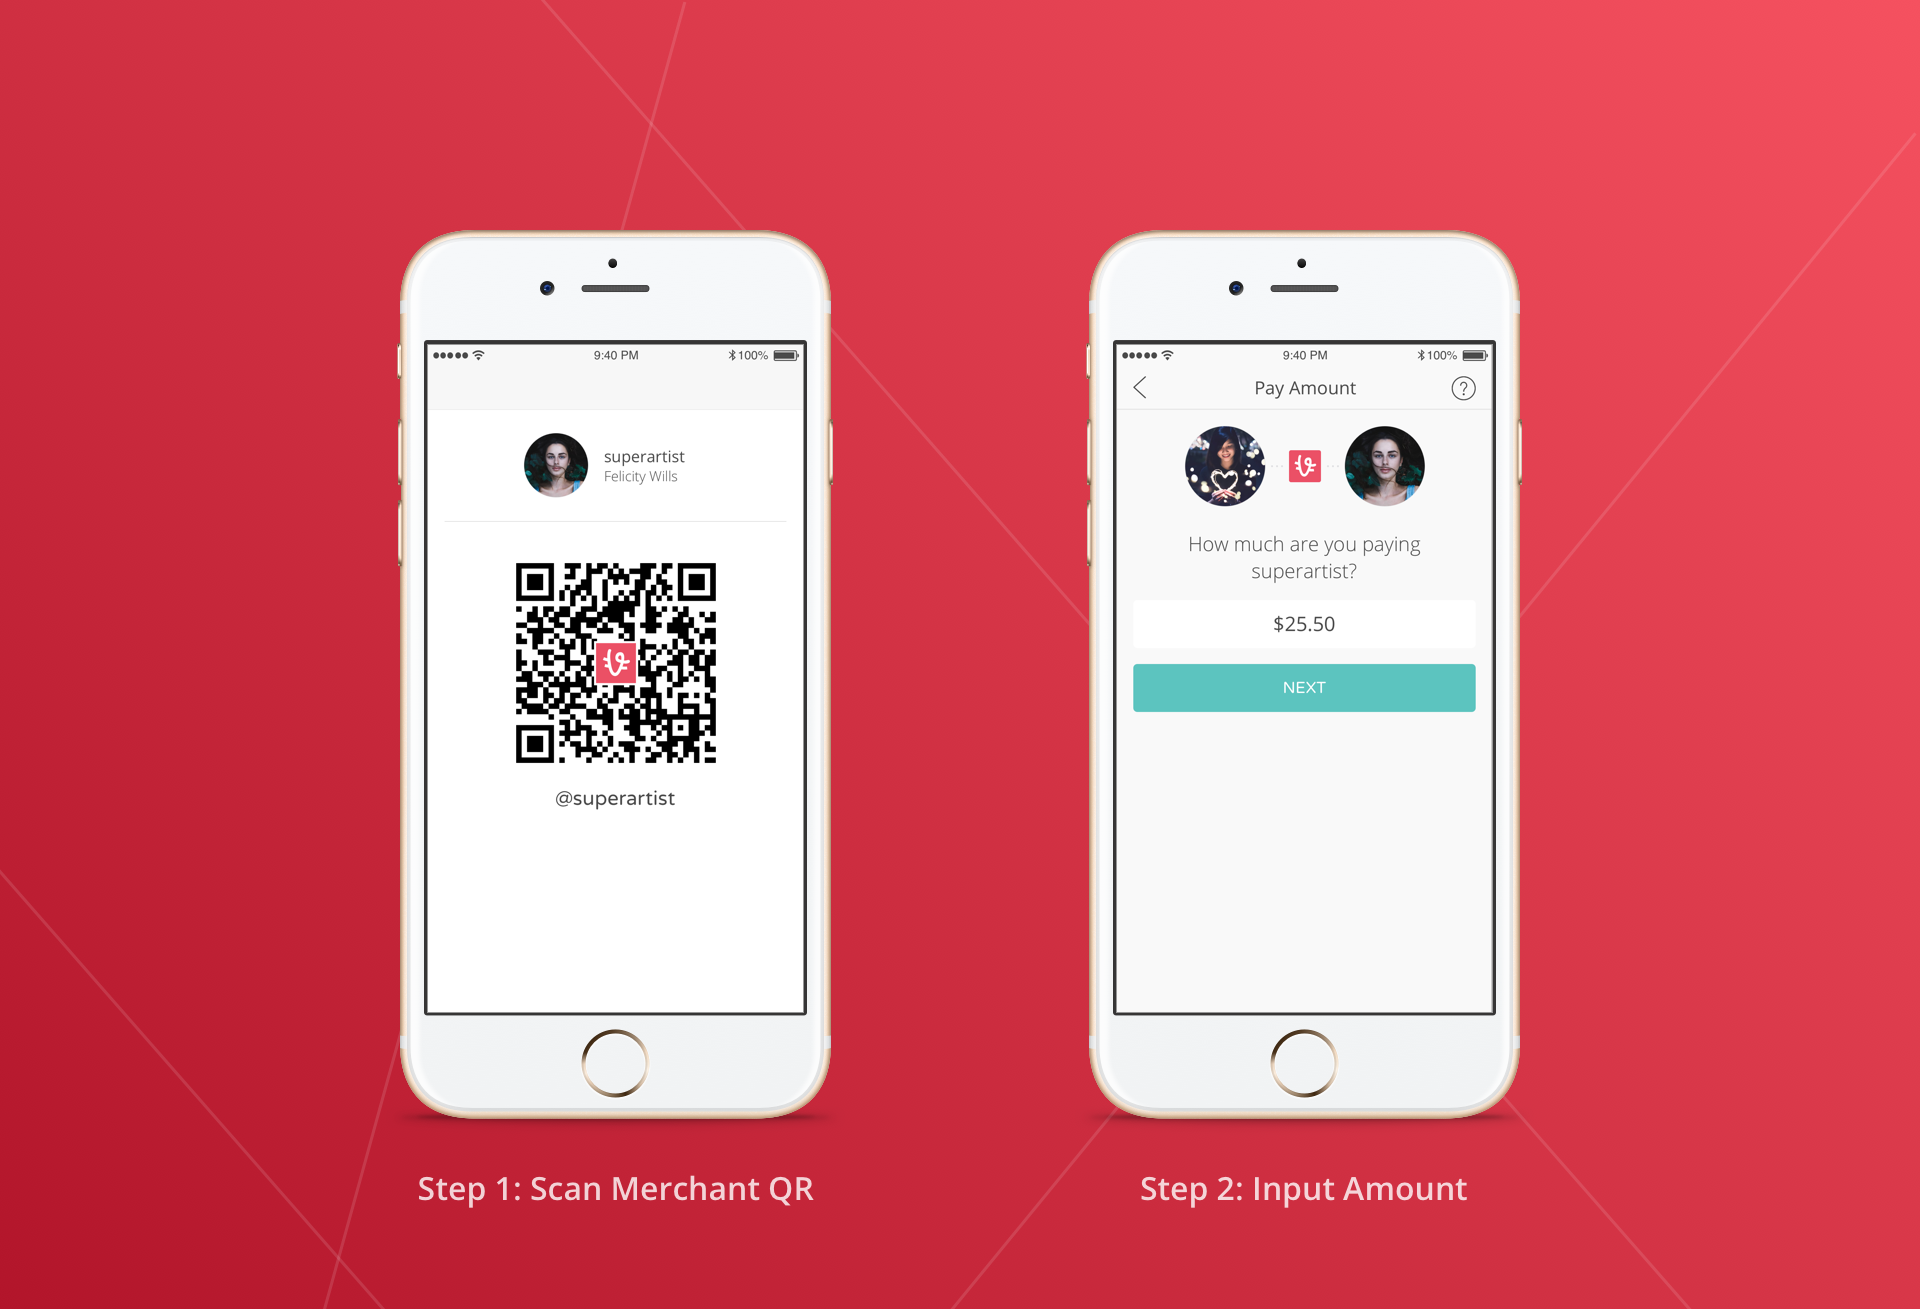 9:40 PM
100%
superartist
Felicity Wills
@superartist
Step 1: Scan Merchant QR
9:40 PM
100%
Pay Amount
?
How much are you paying
superartist?
$25.50
NEXT
Step 2: Input Amount